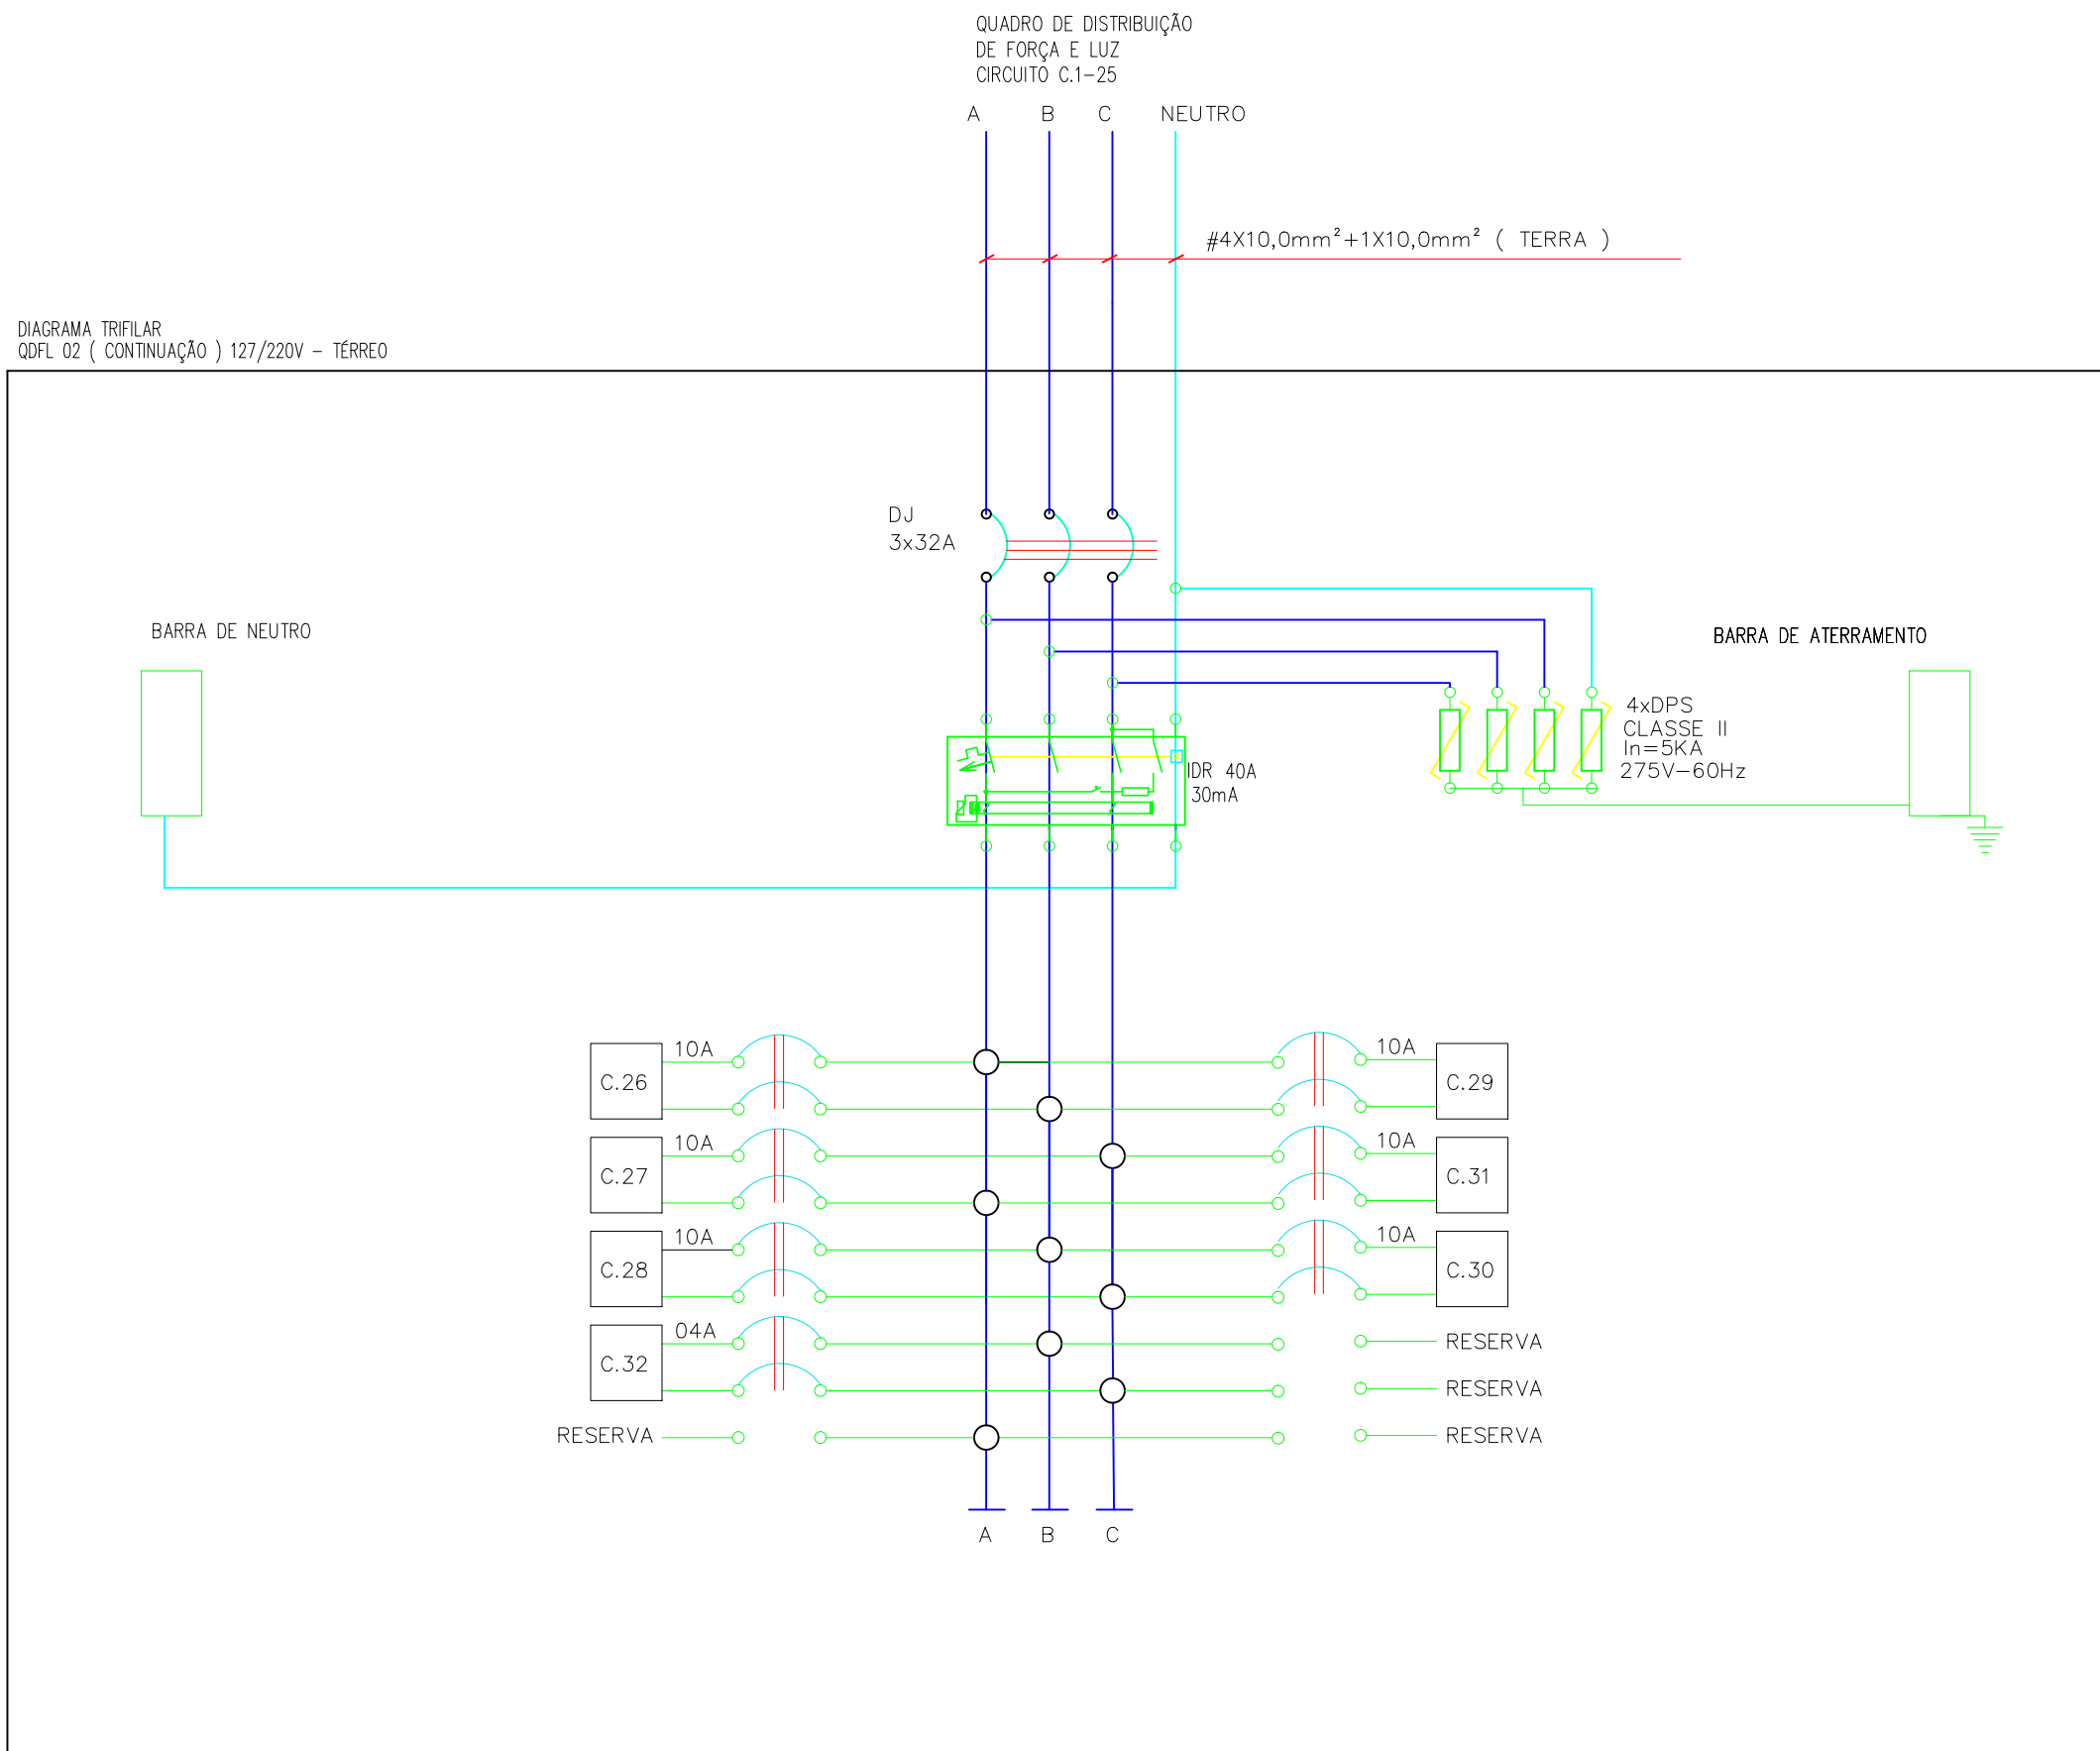 QUADRO DE DISTRIBUIÇÃO
DE FORÇA E LUZ
CIRCUITO C.1-25
A B C NEUTRO
#4X10,0mm²+1X10,0mm² ( TERRA )
DIAGRAMA TRIFILAR
QDFL 02 ( CONTINUAÇÃO ) 127/220V - TÉRREO
DJ
3x32A
BARRA DE NEUTRO
BARRA DE ATERRAMENTO
4xDPS
CLASSE II
In=5KA
275V-60Hz
IDR 40A
30mA
C.26 10A
10A C.29
C.27 10A
10A C.31
C.28 10A
10A C.30
C.32 04A
RESERVA
RESERVA
RESERVA
RESERVA
A B C